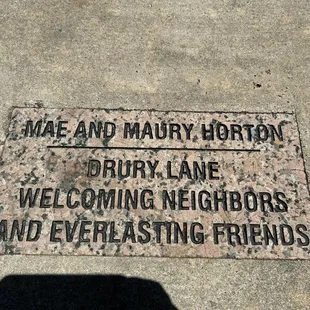 MAE AND MAURY HORTON
DRURY LANE
WELCOMING NEIGHBORS
AND EVERLASTING FRIENDS